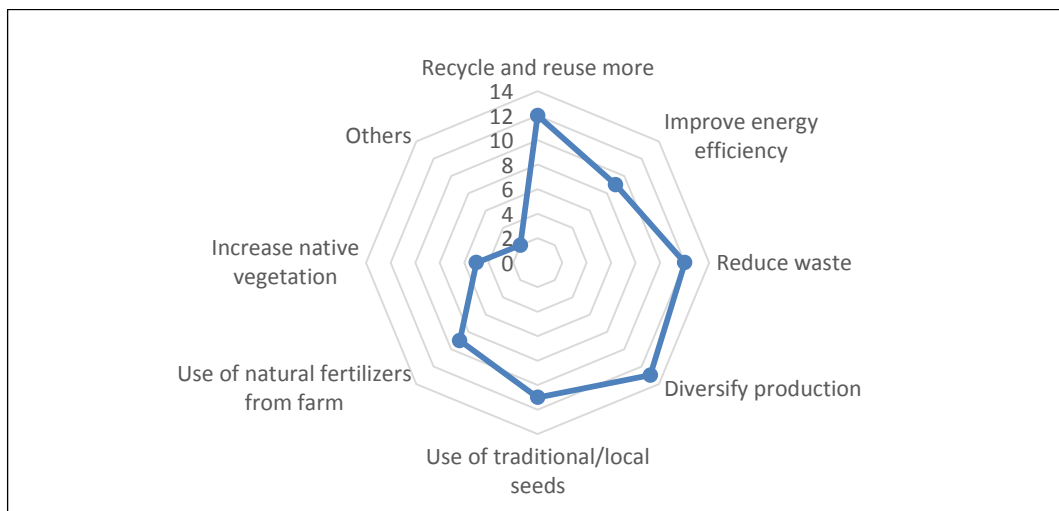 Recycle and reuse more
14
12
10
8
6
4
2
0
Improve energy
efficiency
Reduce waste
Diversify production
Use of traditional/local
seeds
Use of natural fertilizers
from farm
Increase native
vegetation
Others